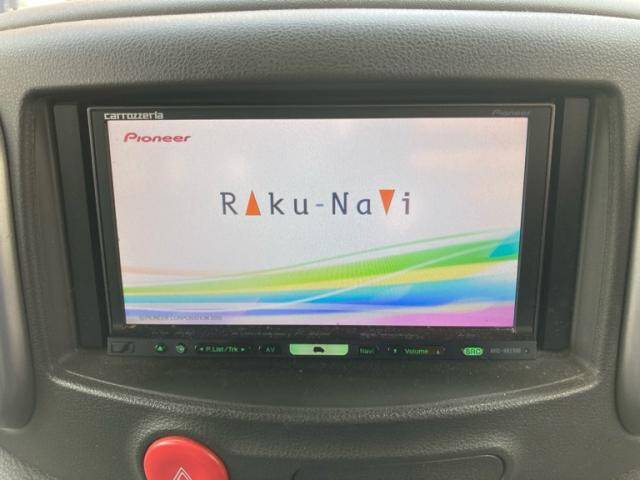 carrozzeria
Pioneer
Pioneer
Raku-Navi
P.List/Trk AV Navi Volume SRC